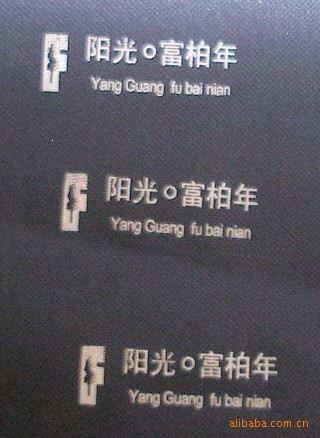 阳光○富柏年
Yang Guang fu bai nian
阳光○富柏年
Yang Guang fu bai nian
阳光○富柏年
Yang Guang fu bai nian
alibaba.com.cn